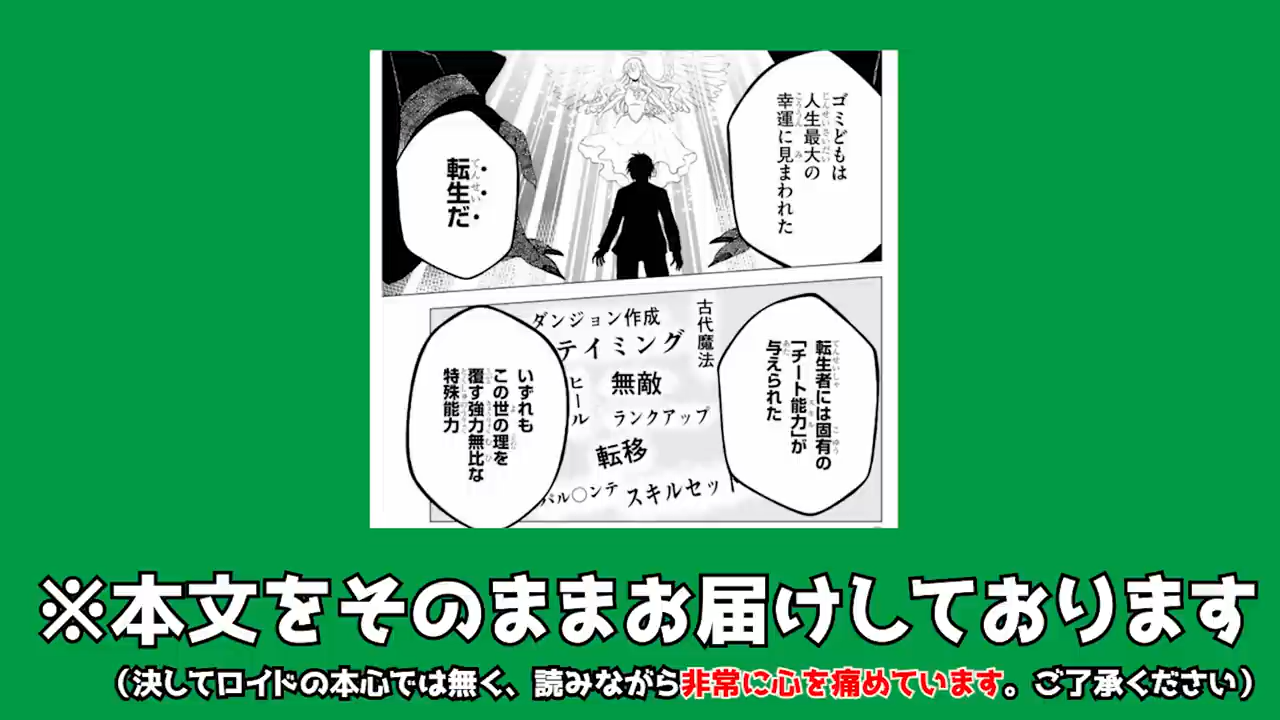 ゴミどもは
人生最大の
幸運に見まわれた
転生だ
転生者には固有の
「チート能力」が
与えられた
古代魔法
ダンジョン作成
テイミング
ヒール
無敵
ランクアップ
転移
パル〇ンテ
スキルセット
いずれも
この世の理を
覆す強力無比な
特殊能力
※本文をそのままお届けしております
(決してロイドの本心では無く、読みながら非常に心を痛めています。ご了承ください)